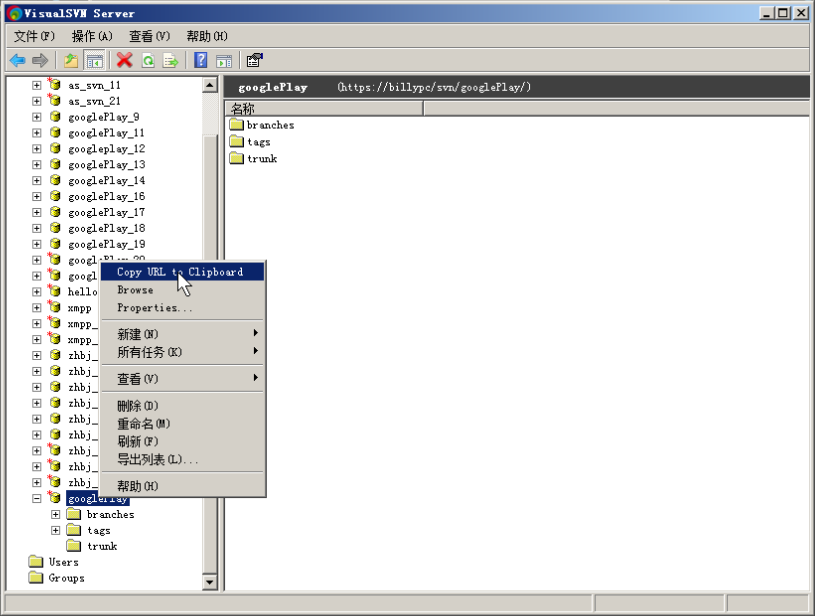 VisualSVN Server
文件(F) 操作(A) 查看(V) 帮助(H)
as_svn_11
as_svn_21
googlePlay_9
googlePlay_11
googleplay_12
googlePlay_13
googlePlay_14
googlePlay_16
googlePlay_17
googlePlay_18
googlePlay_19
googlePlay_20
googl
hello
xmpp
xmpp_
xmpp_
zhbj_
zhbj_
zhbj_
zhbj_
zhbj_
zhbj_
zhbj_
zhbj_
zhbj_
googlePlay
branches
tags
trunk
Users
Groups
Copy URL to Clipboard
Browse
Properties...
新建(N)
所有任务(K)
查看(V)
删除(D)
重命名(M)
刷新(F)
导出列表(L)...
帮助(H)
googlePlay (https://billypc/svn/googlePlay/)
名称
branches
tags
trunk